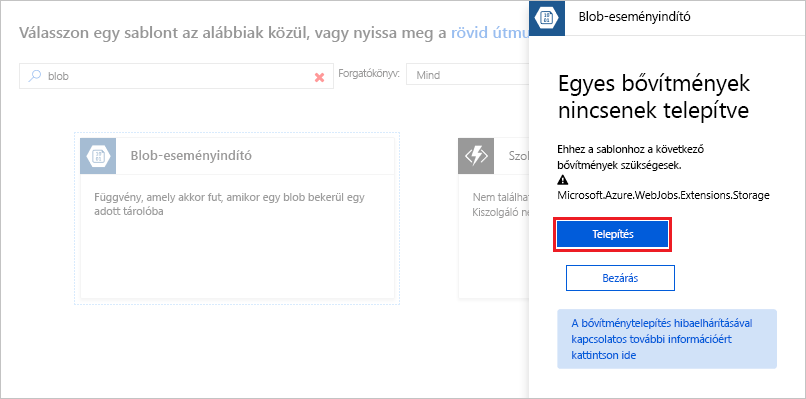 Válasszon egy sablont az alábbiak közül, vagy nyissa meg a rövid útmu
blob
Forgatókönyv:
Mind
Blob-eseményindító
Függvény, amely akkor fut, amikor egy blob bekerül egy
adott tárolóba
Szol
Nem találha
Kiszolgáló né
Blob-eseményindító
Egyes bővítmények
nincsenek telepítve
Ehhez a sablonhoz a következő
bővítmények szükségesek.
Microsoft.Azure.WebJobs.Extensions.Storage
Telepítés
Bezárás
A bővítménytelepítés hibaelhárításával
kapcsolatos további információért
kattintson ide